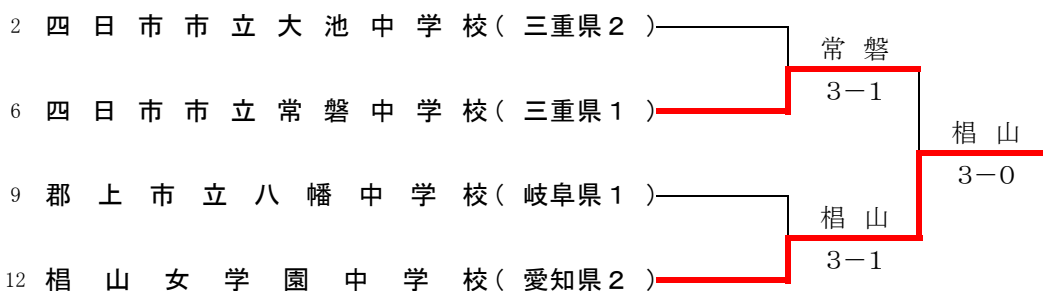 2 四日市市立大池中学校( 三重県2 )
常磐
3-1
6 四日市市立常磐中学校( 三重県1 )
椙山
3-0
9 郡上市立八幡中学校( 岐阜県1 )
椙山
3-1
12 椙山女学園中学校( 愛知県2 )